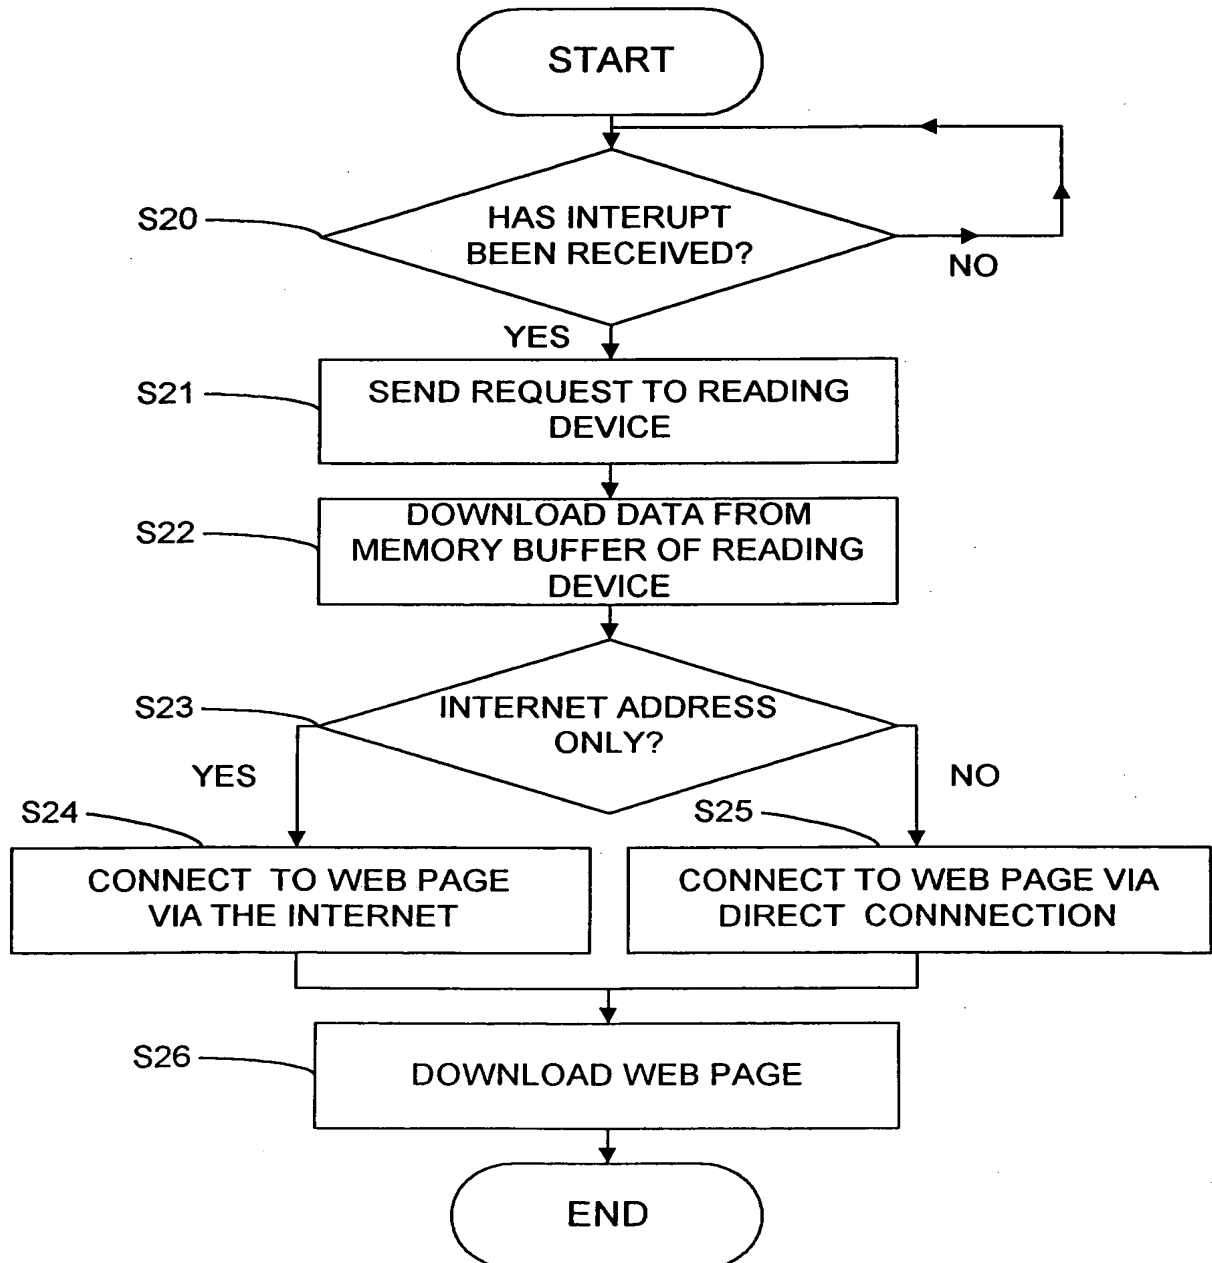 START
S20
HAS INTERUPT
BEEN RECEIVED?
NO
YES
S21
SEND REQUEST TO READING
DEVICE
S22
DOWNLOAD DATA FROM
MEMORY BUFFER OF READING
DEVICE
S23
INTERNET ADDRESS
ONLY?
YES
NO
S24
S25
CONNECT TO WEB PAGE
VIA THE INTERNET
CONNECT TO WEB PAGE VIA
DIRECT CONNNECTION
S26
DOWNLOAD WEB PAGE
END